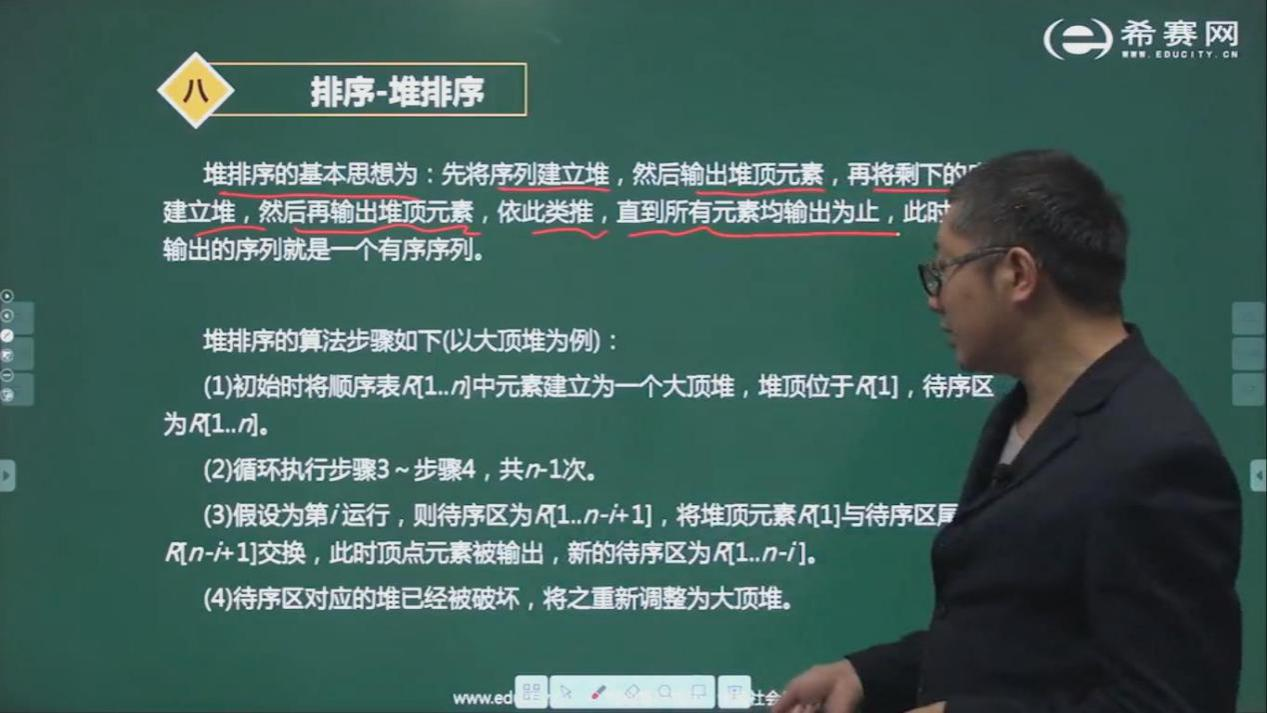 希赛网
WWW.EDUCITY.CN
八
排序-堆排序
堆排序的基本思想为：先将序列建立堆，然后输出堆顶元素，再将剩下的
建立堆，然后再输出堆顶元素，依此类推，直到所有元素均输出为止，此时
输出的序列就是一个有序序列。
堆排序的算法步骤如下(以大顶堆为例)：
(1)初始时将顺序表R[1..n]中元素建立为一个大顶堆，堆顶位于R[1]，待序区
为R[1..n]。
(2)循环执行步骤3～步骤4，共n-1次。
(3)假设为第i运行，则待序区为R[1..n-i+1]，将堆顶元素R[1]与待序区
R[n-i+1]交换，此时顶点元素被输出，新的待序区为R[1..n-i]。
(4)待序区对应的堆已经被破坏，将之重新调整为大顶堆。